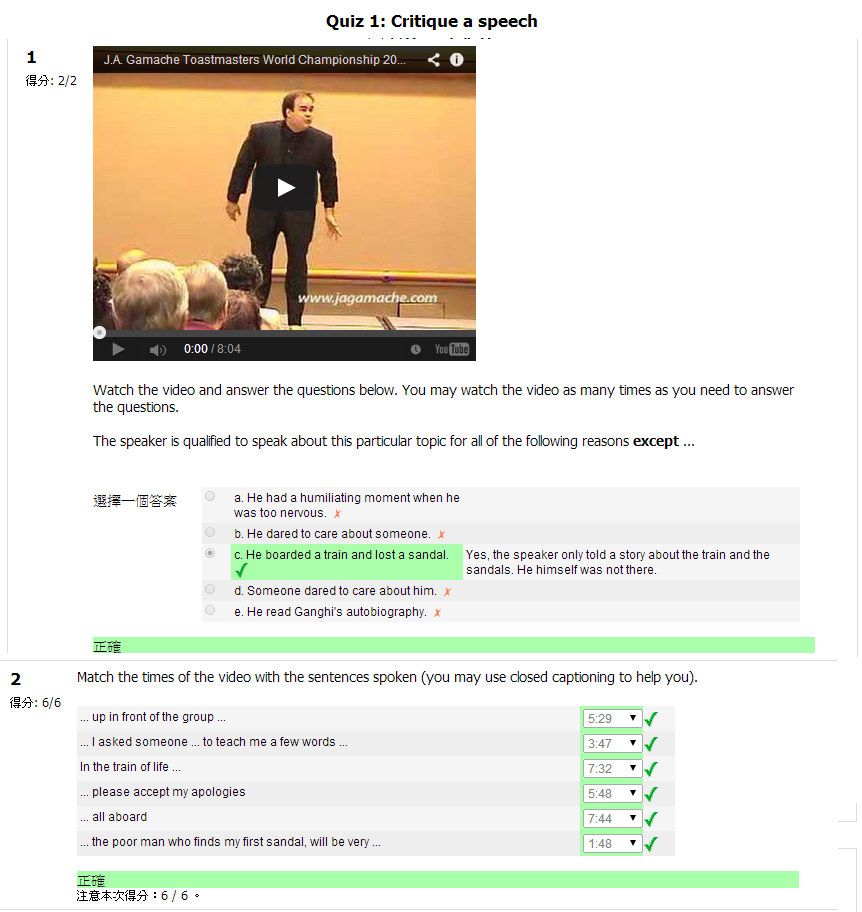 Quiz 1: Critique a speech
1
得分: 2/2
J.A. Gamache Toastmasters World Championship 20...
www.jagamache.com
0:00 / 8:04
YouTube
Watch the video and answer the questions below. You may watch the video as many times as you need to answer
the questions.
The speaker is qualified to speak about this particular topic for all of the following reasons except ...
選擇一個答案
a. He had a humiliating moment when he
was too nervous. ✗
b. He dared to care about someone. ✗
c. He boarded a train and lost a sandal.
✓
Yes, the speaker only told a story about the train and the
sandals. He himself was not there.
d. Someone dared to care about him. ✗
e. He read Ganghi's autobiography. ✗
正確
2
得分: 6/6
Match the times of the video with the sentences spoken (you may use closed captioning to help you).
... up in front of the group ... 5:29 ✓
... I asked someone ... to teach me a few words ... 3:47 ✓
In the train of life ... 7:32 ✓
... please accept my apologies 5:48 ✓
... all aboard 7:44 ✓
... the poor man who finds my first sandal, will be very ... 1:48 ✓
正確
注意本次得分：6 / 6 。